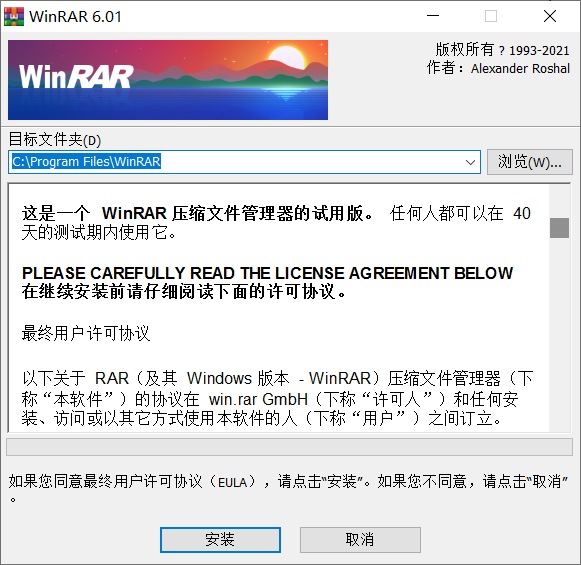 WinRAR 6.01
WinRAR
版权所有 ? 1993-2021
作者：Alexander Roshal
目标文件夹(D)
C:\Program Files\WinRAR
浏览(W)...
这是一个 WinRAR 压缩文件管理器的试用版。 任何人都可以在 40
天的测试期内使用它。
PLEASE CAREFULLY READ THE LICENSE AGREEMENT BELOW
在继续安装前请仔细阅读下面的许可协议。
最终用户许可协议
以下关于 RAR（及其 Windows 版本 - WinRAR）压缩文件管理器（下
称“本软件”）的协议在 win.rar GmbH（下称“许可人”）和任何安
装、访问或以其它方式使用本软件的人（下称“用户”）之间订立。
如果您同意最终用户许可协议（EULA），请点击“安装”。如果您不同意，请点击“取消”
。
安装
取消